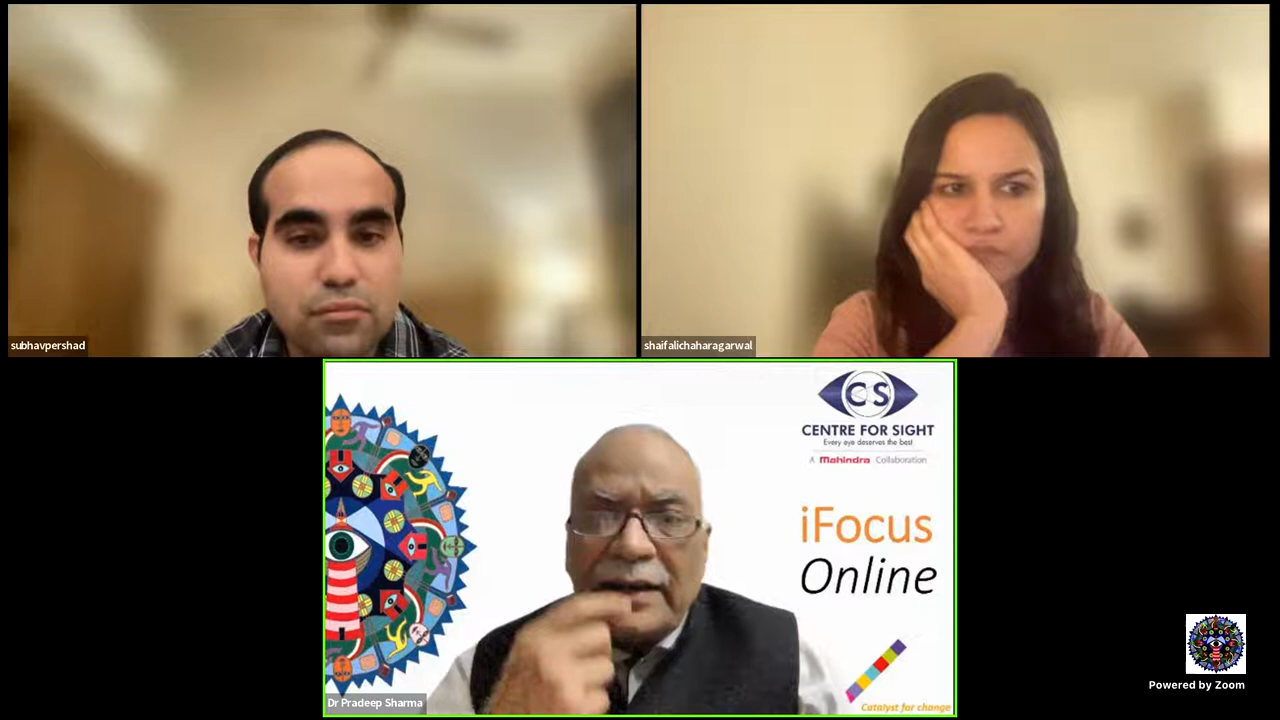 subhavpershad
shaifalichaharagarwal
CS
CENTRE FOR SIGHT
Every eye deserves the best
A Mahindra Collaboration
iFocus
Online
Dr Pradeep Sharma
Catalyst for change
Powered by Zoom